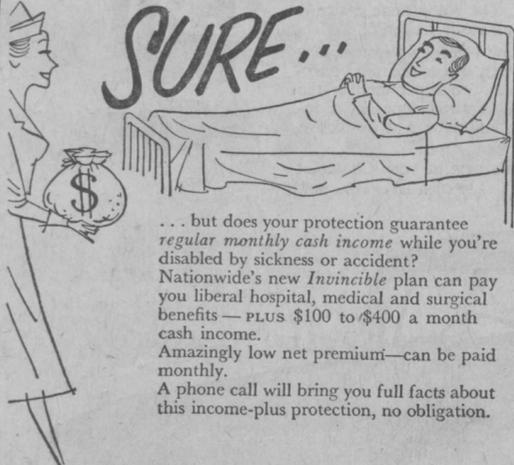 SURE...
$
... but does your protection guarantee
regular monthly cash income while you're
disabled by sickness or accident?
Nationwide's new Invincible plan can pay
you liberal hospital, medical and surgical
benefits — PLUS $100 to $400 a month
cash income.
Amazingly low net premium—can be paid
monthly.
A phone call will bring you full facts about
this income-plus protection, no obligation.